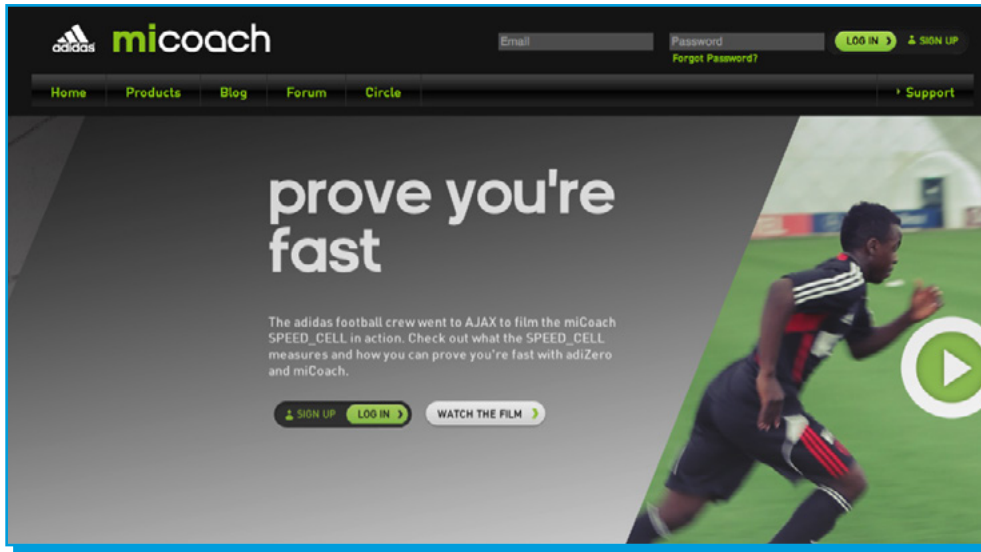 adidas
micoach
Email
Password
LOG IN
SIGN UP
Forgot Password?
Home
Products
Blog
Forum
Circle
Support
prove you're
fast
The adidas football crew went to AJAX to film the miCoach
SPEED_CELL in action. Check out what the SPEED_CELL
measures and how you can prove you're fast with adiZero
and miCoach.
SIGN UP
LOG IN
WATCH THE FILM